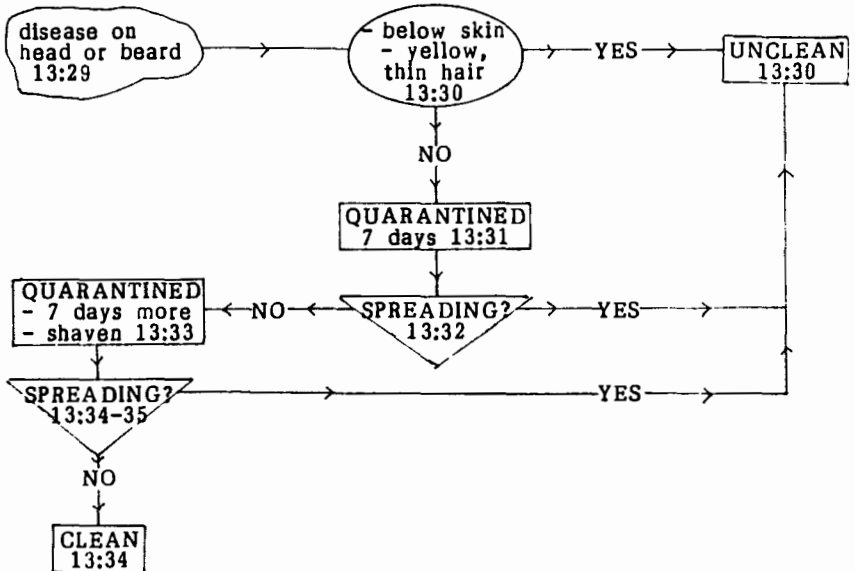 disease on
head or beard
13:29
- below skin
- yellow,
thin hair
13:30
YES
UNCLEAN
13:30
NO
QUARANTINED
7 days 13:31
SPREADING?
13:32
YES
NO
QUARANTINED
- 7 days more
- shaven 13:33
SPREADING?
13:34-35
YES
NO
CLEAN
13:34